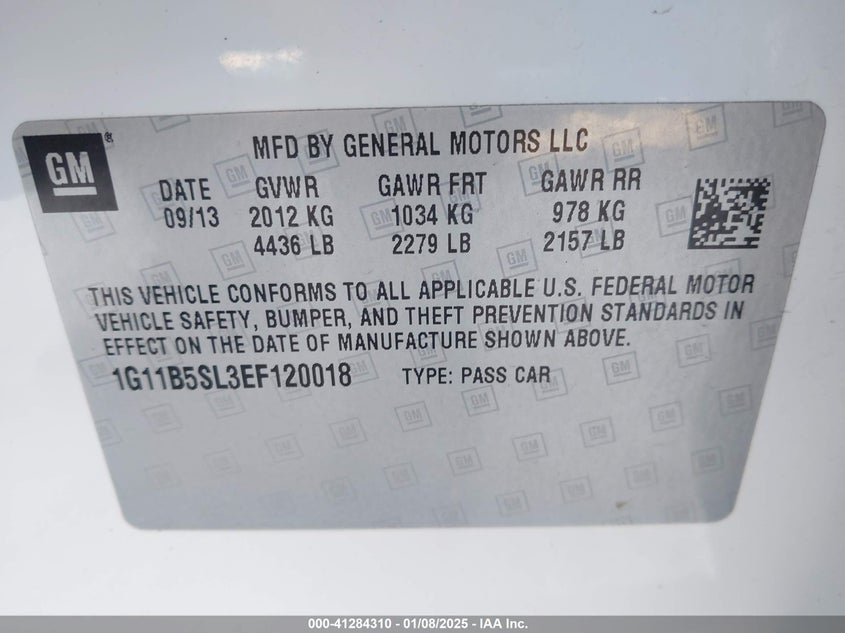 GM
MFD BY GENERAL MOTORS LLC
DATE GVWR GAWR FRT GAWR RR
09/13 2012 KG 1034 KG 978 KG
4436 LB 2279 LB 2157 LB
THIS VEHICLE CONFORMS TO ALL APPLICABLE U.S. FEDERAL MOTOR
VEHICLE SAFETY, BUMPER, AND THEFT PREVENTION STANDARDS IN
EFFECT ON THE DATE OF MANUFACTURE SHOWN ABOVE.
1G11B5SL3EF120018 TYPE: PASS CAR
000-41284310 - 01/08/2025 - IAA Inc.